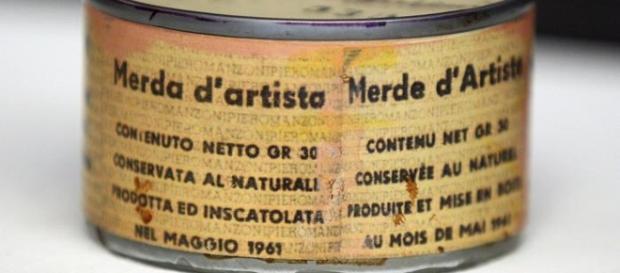 Merda d'artista
CONTENUTO NETTO GR 30
CONSERVATA AL NATURALE
PRODOTTA ED INSCATOLATA
NEL MAGGIO 1961
Merde d'Artiste
CONTENU NET GR 30
CONSERVÉE AU NATUREL
PRODUITE ET MISE EN
AU MOIS DE MAI 1961